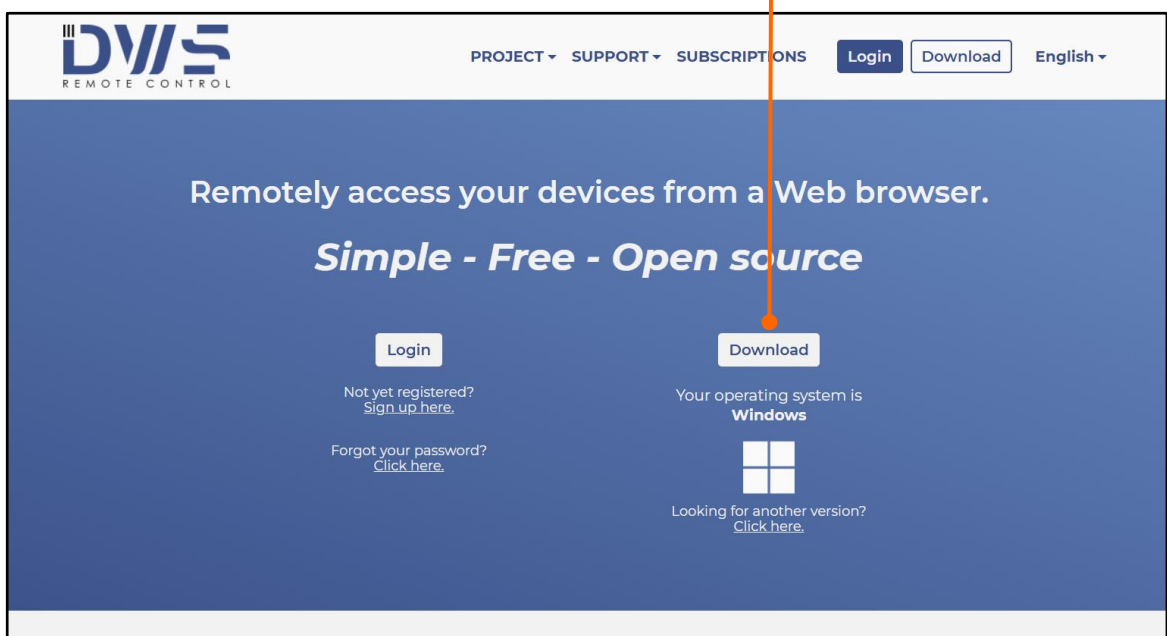 DWS
REMOTE CONTROL
PROJECT SUPPORT SUBSCRIPTIONS Login Download English
Remotely access your devices from a Web browser.
Simple - Free - Open source
Login
Not yet registered?
Sign up here.
Forgot your password?
Click here.
Download
Your operating system is
Windows
Looking for another version?
Click here.